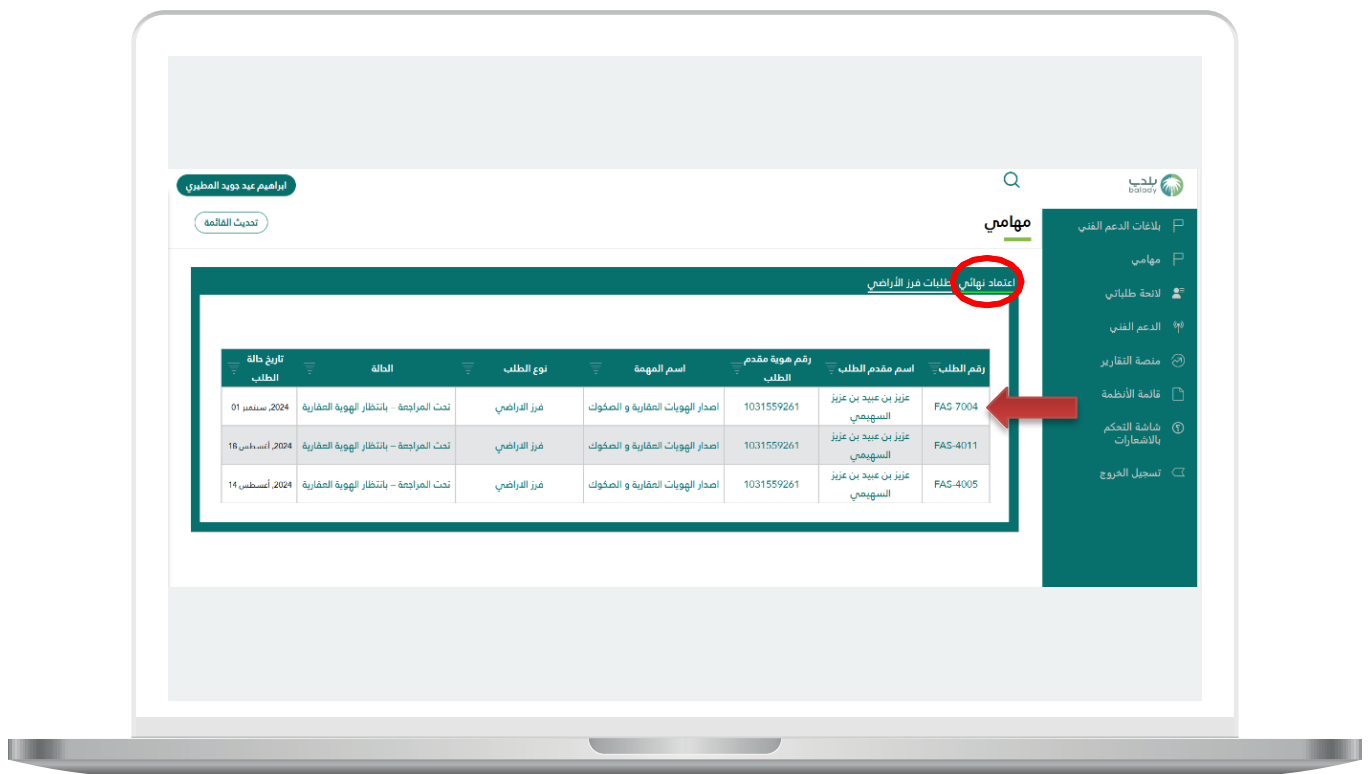 بلدي
balady
ابراهيم عيد جويد المطيري
مهامي
تحديث القائمة
بلاغات الدعم الفني
مهامي
لائحة طلباتي
الدعم الفني
منصة التقارير
قائمة الأنظمة
شاشة التحكم
بالاشعارات
تسجيل الخروج
اعتماد نهائي طلبات فرز الأراضي
رقم الطلب اسم مقدم الطلب رقم هوية مقدم الطلب اسم المهمة نوع الطلب الحالة تاريخ حالة الطلب
FAS-7004 عزيز بن عبيد بن عزيز السهيمي 1031559261 اصدار الهويات العقارية و الصكوك فرز الاراضي تحت المراجعة – بانتظار الهوية العقارية 2024, سبتمبر 01
FAS-4011 عزيز بن عبيد بن عزيز السهيمي 1031559261 اصدار الهويات العقارية و الصكوك فرز الاراضي تحت المراجعة – بانتظار الهوية العقارية 2024, أغسطس 16
FAS-4005 عزيز بن عبيد بن عزيز السهيمي 1031559261 اصدار الهويات العقارية و الصكوك فرز الاراضي تحت المراجعة – بانتظار الهوية العقارية 2024, أغسطس 14